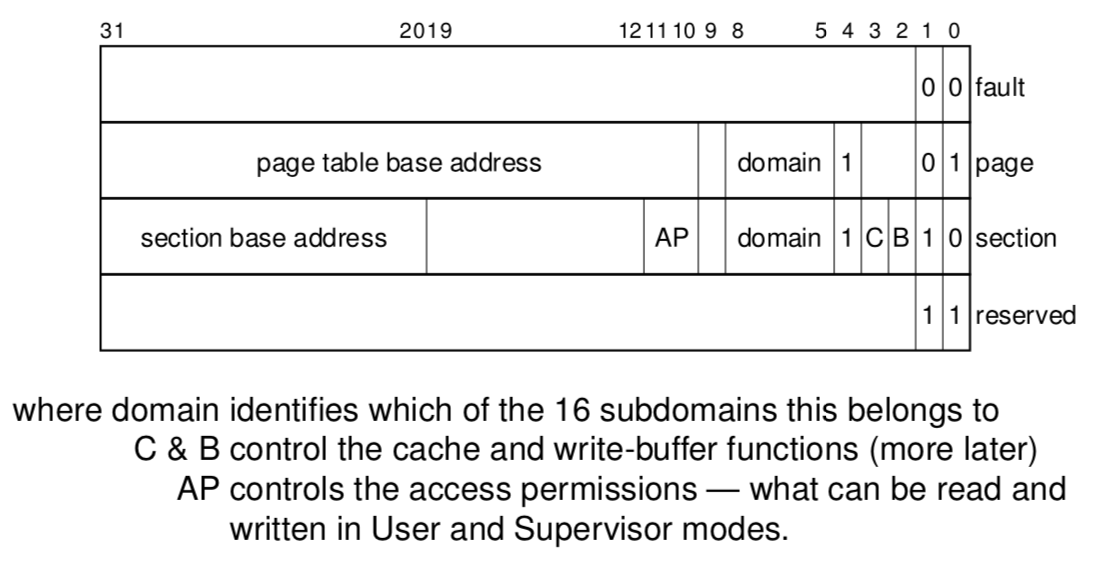 31 2019 12 11 10 9 8 5 4 3 2 1 0
0 0 fault
page table base address domain 1 0 1 page
section base address AP domain 1 C B 1 0 section
1 1 reserved
where domain identifies which of the 16 subdomains this belongs to
C & B control the cache and write-buffer functions (more later)
AP controls the access permissions — what can be read and
written in User and Supervisor modes.